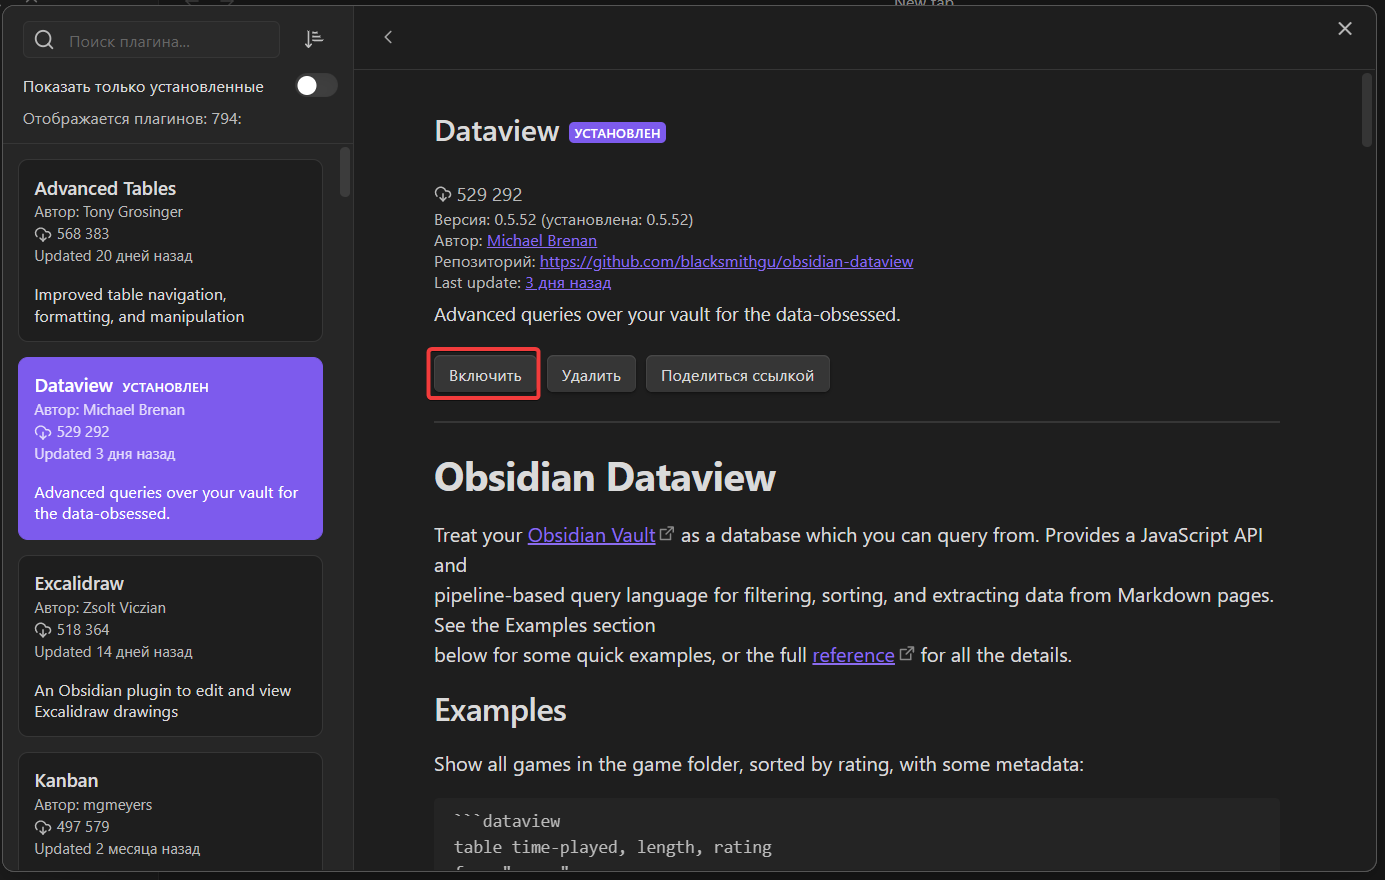 New tab
Поиск плагина...
Показать только установленные
Отображается плагинов: 794:
Advanced Tables
Автор: Tony Grosinger
568 383
Updated 20 дней назад
Improved table navigation,
formatting, and manipulation
Dataview УСТАНОВЛЕН
Автор: Michael Brenan
529 292
Updated 3 дня назад
Advanced queries over your vault for
the data-obsessed.
Excalidraw
Автор: Zsolt Viczian
518 364
Updated 14 дней назад
An Obsidian plugin to edit and view
Excalidraw drawings
Kanban
Автор: mgmeyers
497 579
Updated 2 месяца назад
Dataview УСТАНОВЛЕН
529 292
Версия: 0.5.52 (установлена: 0.5.52)
Автор: Michael Brenan
Репозиторий: https://github.com/blacksmithgu/obsidian-dataview
Last update: 3 дня назад
Advanced queries over your vault for the data-obsessed.
Включить Удалить Поделиться ссылкой
Obsidian Dataview
Treat your Obsidian Vault as a database which you can query from. Provides a JavaScript API
and
pipeline-based query language for filtering, sorting, and extracting data from Markdown pages.
See the Examples section
below for some quick examples, or the full reference for all the details.
Examples
Show all games in the game folder, sorted by rating, with some metadata:
```dataview
table time-played, length, rating